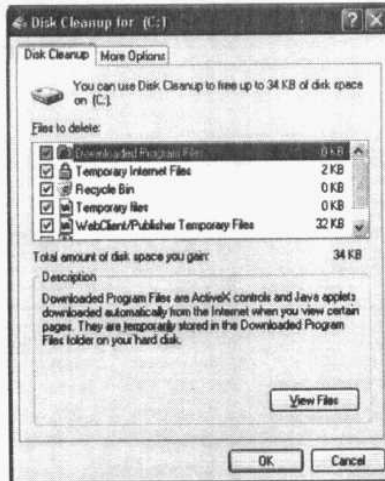 Disk Cleanup for (C:)
Disk Cleanup More Options
You can use Disk Cleanup to free up to 34 KB of disk space
on (C:).
Files to delete:
Downloaded Program Files 0 KB
Temporary Internet Files 2 KB
Recycle Bin 0 KB
Temporary files 0 KB
WebClient/Publisher Temporary Files 32 KB
Total amount of disk space you gain: 34 KB
Description
Downloaded Program Files are ActiveX controls and Java applets
downloaded automatically from the Internet when you view certain
pages. They are temporarily stored in the Downloaded Program
Files folder on your hard disk.
View Files
OK Cancel